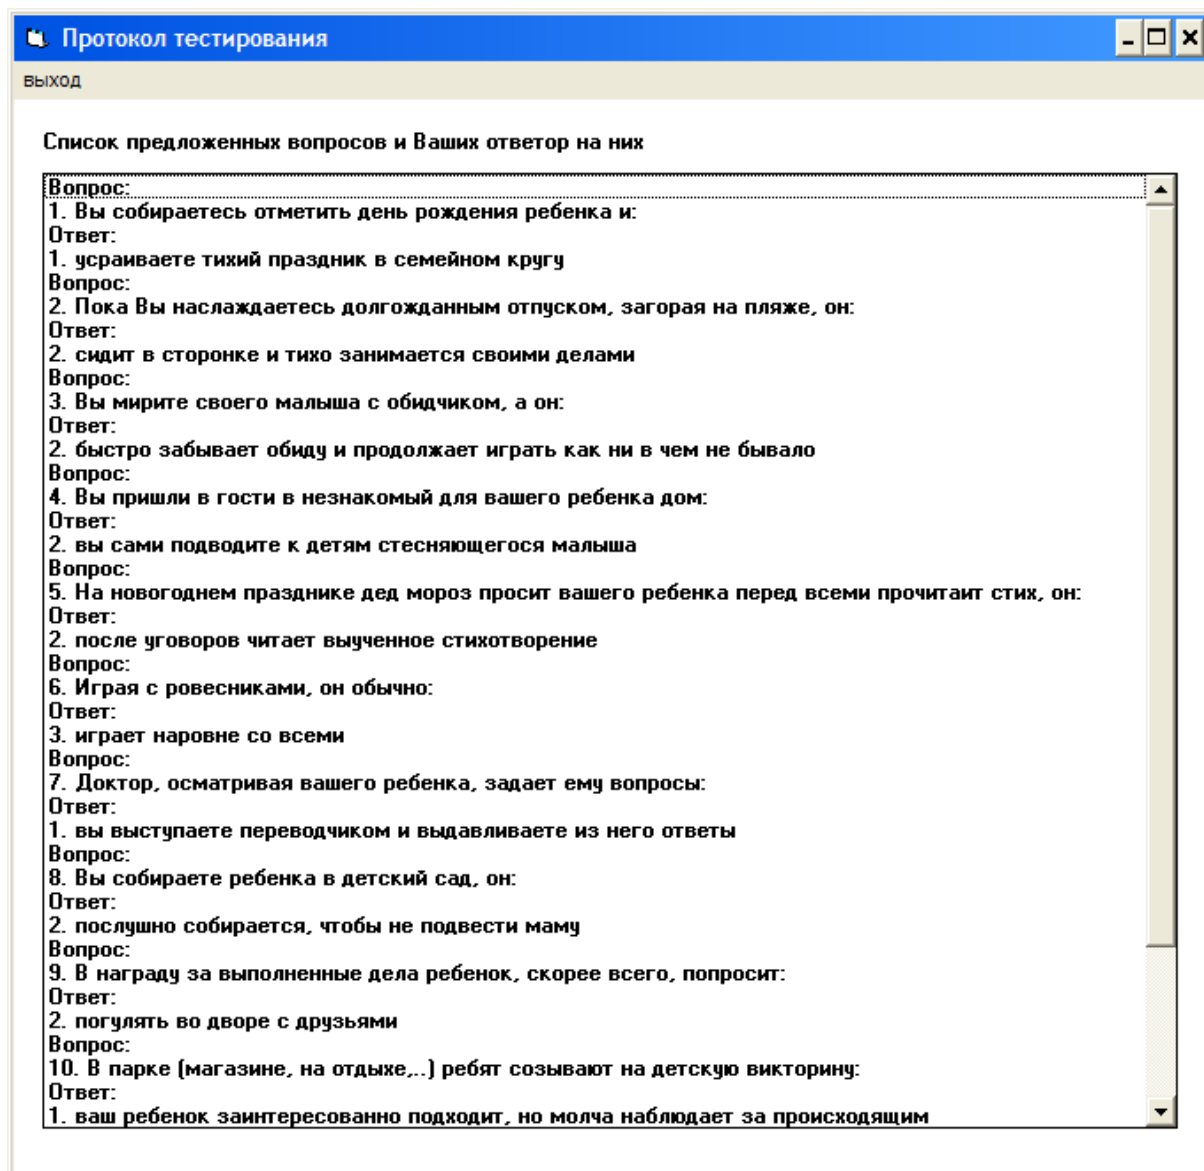 Протокол тестирования
выход
Список предложенных вопросов и Ваших ответор на них
Вопрос:
1. Вы собираетесь отметить день рождения ребенка и:
Ответ:
1. усраиваете тихий праздник в семейном кругу
Вопрос:
2. Пока Вы наслаждаетесь долгожданным отпуском, загорая на пляже, он:
Ответ:
2. сидит в сторонке и тихо занимается своими делами
Вопрос:
3. Вы мирите своего малыша с обидчиком, а он:
Ответ:
2. быстро забывает обиду и продолжает играть как ни в чем не бывало
Вопрос:
4. Вы пришли в гости в незнакомый для вашего ребенка дом:
Ответ:
2. вы сами подводите к детям стесняющегося малыша
Вопрос:
5. На новогоднем празднике дед мороз просит вашего ребенка перед всеми прочитаит стих, он:
Ответ:
2. после уговоров читает выученное стихотворение
Вопрос:
6. Играя с ровесниками, он обычно:
Ответ:
3. играет наровне со всеми
Вопрос:
7. Доктор, осматривая вашего ребенка, задает ему вопросы:
Ответ:
1. вы выступаете переводчиком и выдавливаете из него ответы
Вопрос:
8. Вы собираете ребенка в детский сад, он:
Ответ:
2. послушно собирается, чтобы не подвести маму
Вопрос:
9. В награду за выполненные дела ребенок, скорее всего, попросит:
Ответ:
2. погулять во дворе с друзьями
Вопрос:
10. В парке (магазине, на отдыхе,..) ребят созывают на детскую викторину:
Ответ:
1. ваш ребенок заинтересованно подходит, но молча наблюдает за происходящим